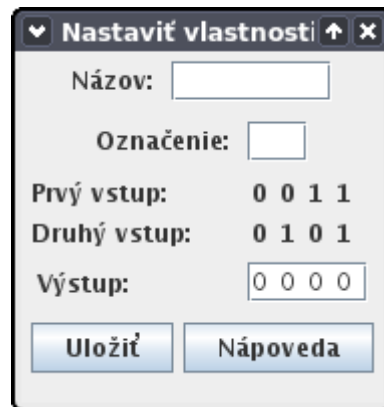 Nastaviť vlastnosti
Názov:
Označenie:
Prvý vstup: 0 0 1 1
Druhý vstup: 0 1 0 1
Výstup: 0 0 0 0
Uložiť Nápoveda